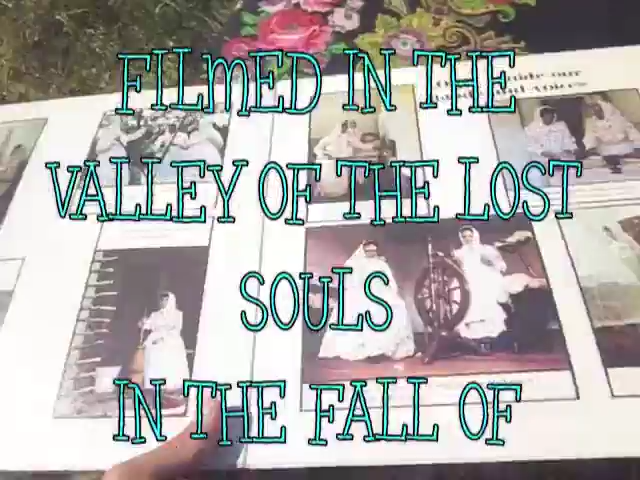 FILMED IN THE
VALLEY OF THE LOST
SOULS
IN THE FALL OF